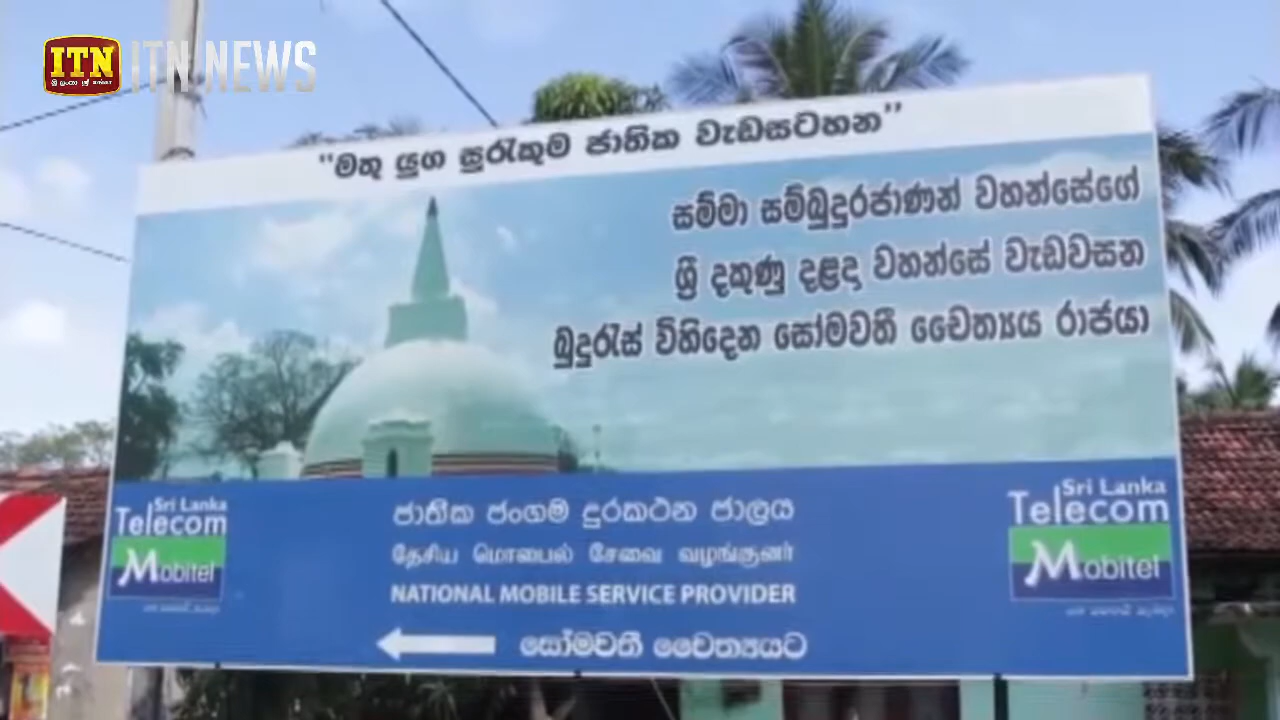 ITN
ITN NEWS
"මතු යුග සුරැකුම ජාතික වැඩසටහන"
සම්මා සම්බුදුරජාණන් වහන්සේගේ
ශ්‍රී දකුණු දළදා වහන්සේ වැඩවසන
බුදුරැස් විහිදෙන සෝමවතී චෛත්‍යය රාජයා
Sri Lanka
Telecom
Mobitel
ජාතික ජංගම දුරකථන ජාලය
தேசிய மொபைல் சேவை வழங்குனர்
NATIONAL MOBILE SERVICE PROVIDER
සෝමවතී චෛත්‍යයට
Sri Lanka
Telecom
Mobitel